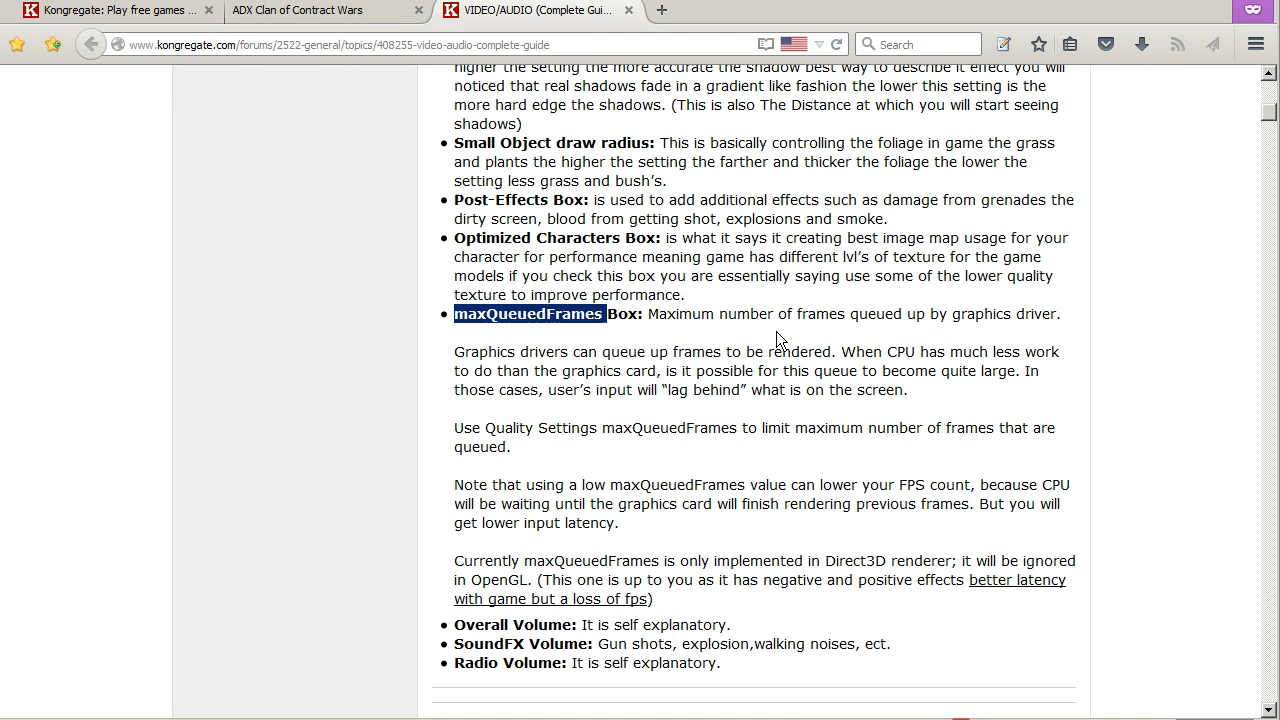 Kongregate: Play free games ...
ADX Clan of Contract Wars
VIDEO/AUDIO (Complete Gui...
www.kongregate.com/forums/2522-general/topics/408255-video-audio-complete-guide
Search
higher the setting the more accurate the shadow best way to describe it effect you will
noticed that real shadows fade in a gradient like fashion the lower this setting is the
more hard edge the shadows. (This is also The Distance at which you will start seeing
shadows)
• Small Object draw radius: This is basically controlling the foliage in game the grass
and plants the higher the setting the farther and thicker the foliage the lower the
setting less grass and bush’s.
• Post-Effects Box: is used to add additional effects such as damage from grenades the
dirty screen, blood from getting shot, explosions and smoke.
• Optimized Characters Box: is what it says it creating best image map usage for your
character for performance meaning game has different lvl’s of texture for the game
models if you check this box you are essentially saying use some of the lower quality
texture to improve performance.
• maxQueuedFrames Box: Maximum number of frames queued up by graphics driver.
Graphics drivers can queue up frames to be rendered. When CPU has much less work
to do than the graphics card, is it possible for this queue to become quite large. In
those cases, user’s input will “lag behind” what is on the screen.
Use Quality Settings maxQueuedFrames to limit maximum number of frames that are
queued.
Note that using a low maxQueuedFrames value can lower your FPS count, because CPU
will be waiting until the graphics card will finish rendering previous frames. But you will
get lower input latency.
Currently maxQueuedFrames is only implemented in Direct3D renderer; it will be ignored
in OpenGL. (This one is up to you as it has negative and positive effects better latency
with game but a loss of fps)
• Overall Volume: It is self explanatory.
• SoundFX Volume: Gun shots, explosion,walking noises, ect.
• Radio Volume: It is self explanatory.